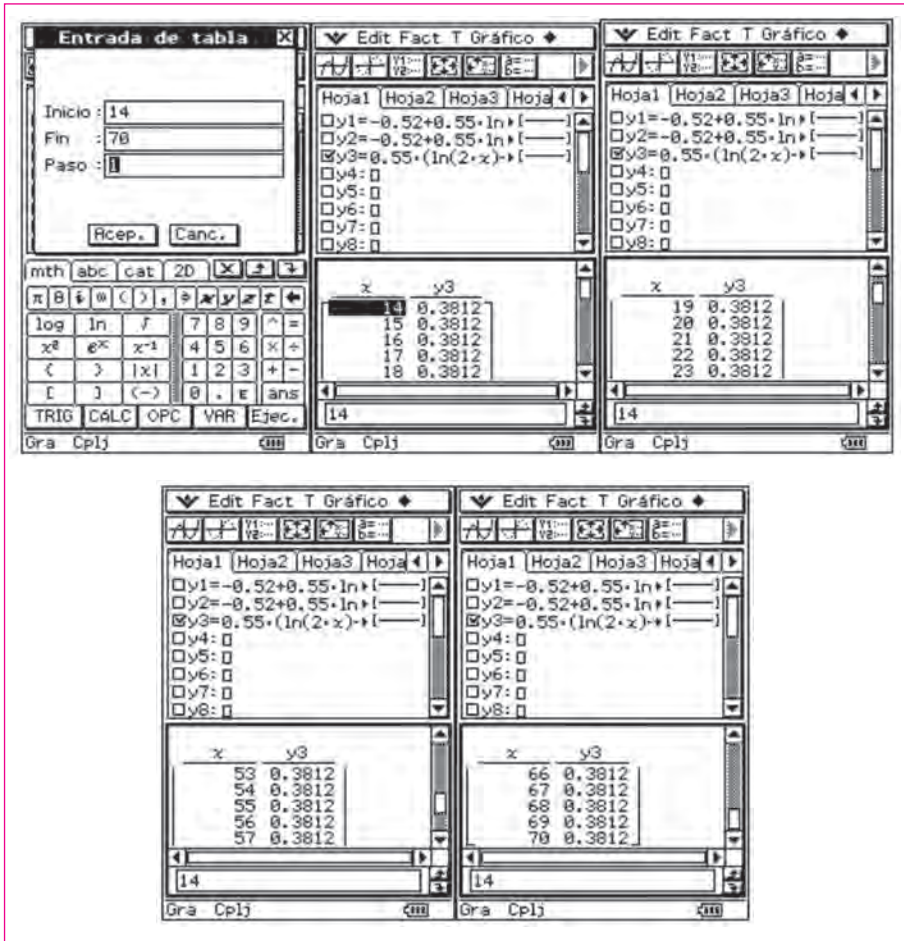 Entrada de tabla
Inicio : 14
Fin : 70
Paso : 1
Acep. Canc.
mth abc cat 2D
π θ i ∞ ( ) , ⇒ x y z t
log ln √ 7 8 9 ^ =
x² eˣ x⁻¹ 4 5 6 × ÷
( ) |x| 1 2 3 + -
[ ] (-) 0 . E ans
TRIG CALC OPC VAR Ejec.
Gra Cplj
Edit Fact T Gráfico
Y1:... Y2:... a=... b=...
Hoja1 Hoja2 Hoja3 Hoja
y1=-0.52+0.55·ln
y2=-0.52+0.55·ln
y3=0.55·(ln(2·x)-
y4:
y5:
y6:
y7:
y8:
x y3
14 0.3812
15 0.3812
16 0.3812
17 0.3812
18 0.3812
14
Gra Cplj
Edit Fact T Gráfico
Y1:... Y2:... a=... b=...
Hoja1 Hoja2 Hoja3 Hoja
y1=-0.52+0.55·ln
y2=-0.52+0.55·ln
y3=0.55·(ln(2·x)-
y4:
y5:
y6:
y7:
y8:
x y3
19 0.3812
20 0.3812
21 0.3812
22 0.3812
23 0.3812
14
Gra Cplj
Edit Fact T Gráfico
Y1:... Y2:... a=... b=...
Hoja1 Hoja2 Hoja3 Hoja
y1=-0.52+0.55·ln
y2=-0.52+0.55·ln
y3=0.55·(ln(2·x)-
y4:
y5:
y6:
y7:
y8:
x y3
53 0.3812
54 0.3812
55 0.3812
56 0.3812
57 0.3812
14
Gra Cplj
Edit Fact T Gráfico
Y1:... Y2:... a=... b=...
Hoja1 Hoja2 Hoja3 Hoja
y1=-0.52+0.55·ln
y2=-0.52+0.55·ln
y3=0.55·(ln(2·x)-
y4:
y5:
y6:
y7:
y8:
x y3
66 0.3812
67 0.3812
68 0.3812
69 0.3812
70 0.3812
14
Gra Cplj